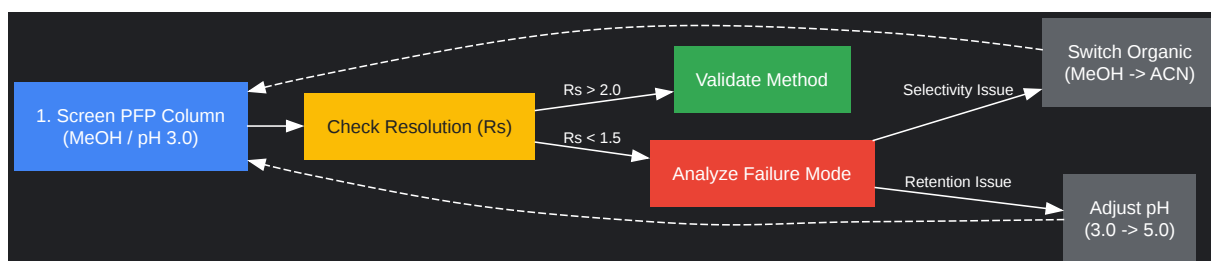 1. Screen PFP Column
(MeOH / pH 3.0)
Check Resolution (Rs)
Rs > 2.0
Rs < 1.5
Validate Method
Analyze Failure Mode
Selectivity Issue
Retention Issue
Switch Organic
(MeOH -> ACN)
Adjust pH
(3.0 -> 5.0)